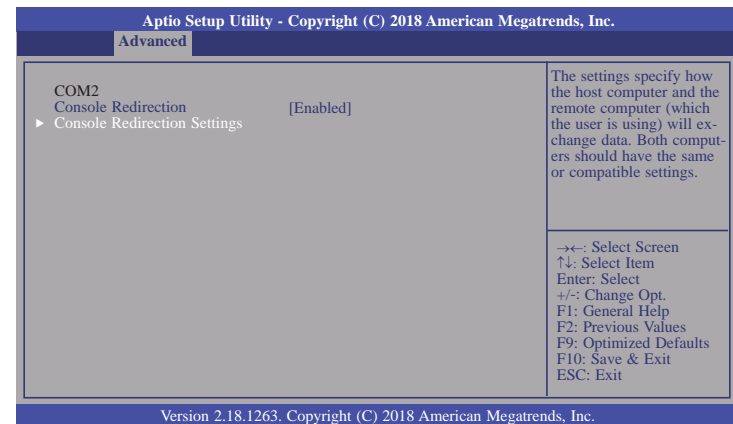 Aptio Setup Utility - Copyright (C) 2018 American Megatrends, Inc.
Advanced
COM2
Console Redirection [Enabled]
► Console Redirection Settings
The settings specify how
the host computer and the
remote computer (which
the user is using) will ex-
change data. Both comput-
ers should have the same
or compatible settings.
→←: Select Screen
↑↓: Select Item
Enter: Select
+/-: Change Opt.
F1: General Help
F2: Previous Values
F9: Optimized Defaults
F10: Save & Exit
ESC: Exit
Version 2.18.1263. Copyright (C) 2018 American Megatrends, Inc.